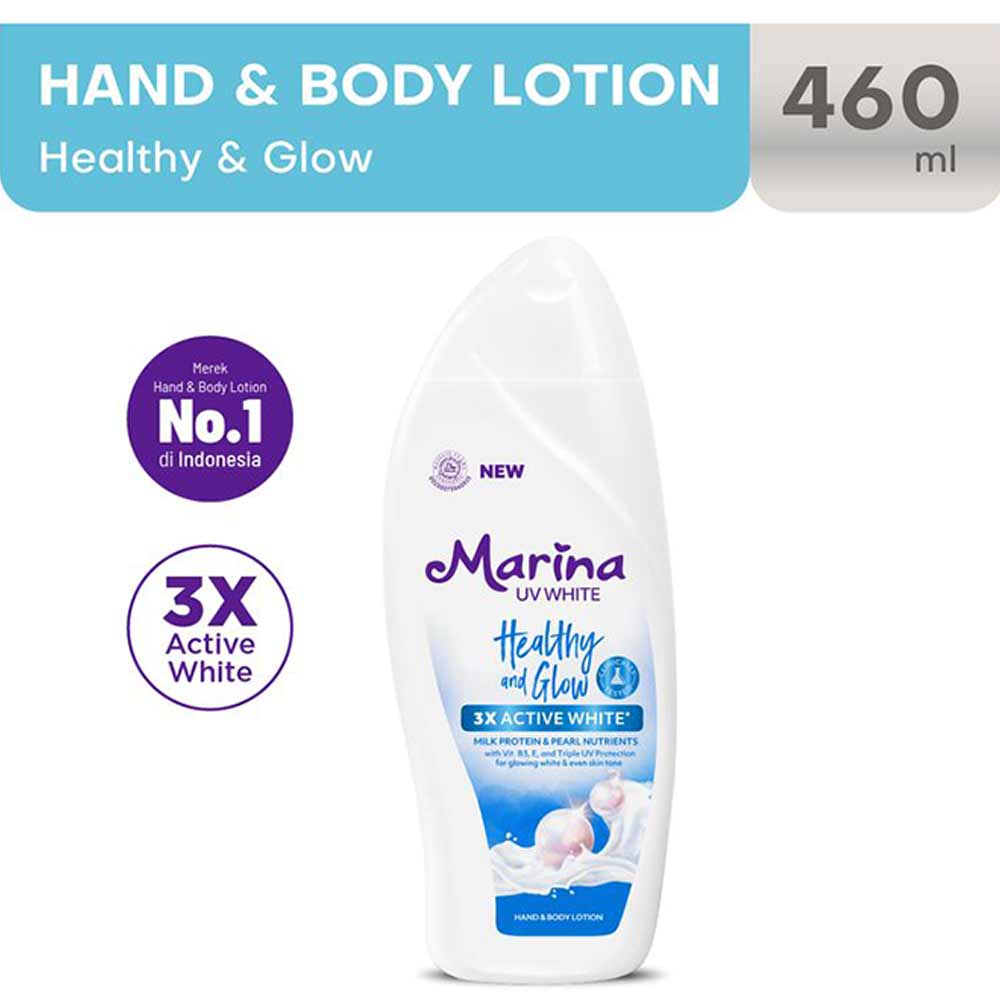 HAND & BODY LOTION
Healthy & Glow
460
ml
Merek
Hand & Body Lotion
No.1
di Indonesia
3X
Active
White
NEW
Marina
UV WHITE
Healthy
and Glow
3X ACTIVE WHITE*
MILK PROTEIN & PEARL NUTRIENTS
with Vit. B3, E, and Triple UV Protection
for glowing white & even skin tone
HAND & BODY LOTION